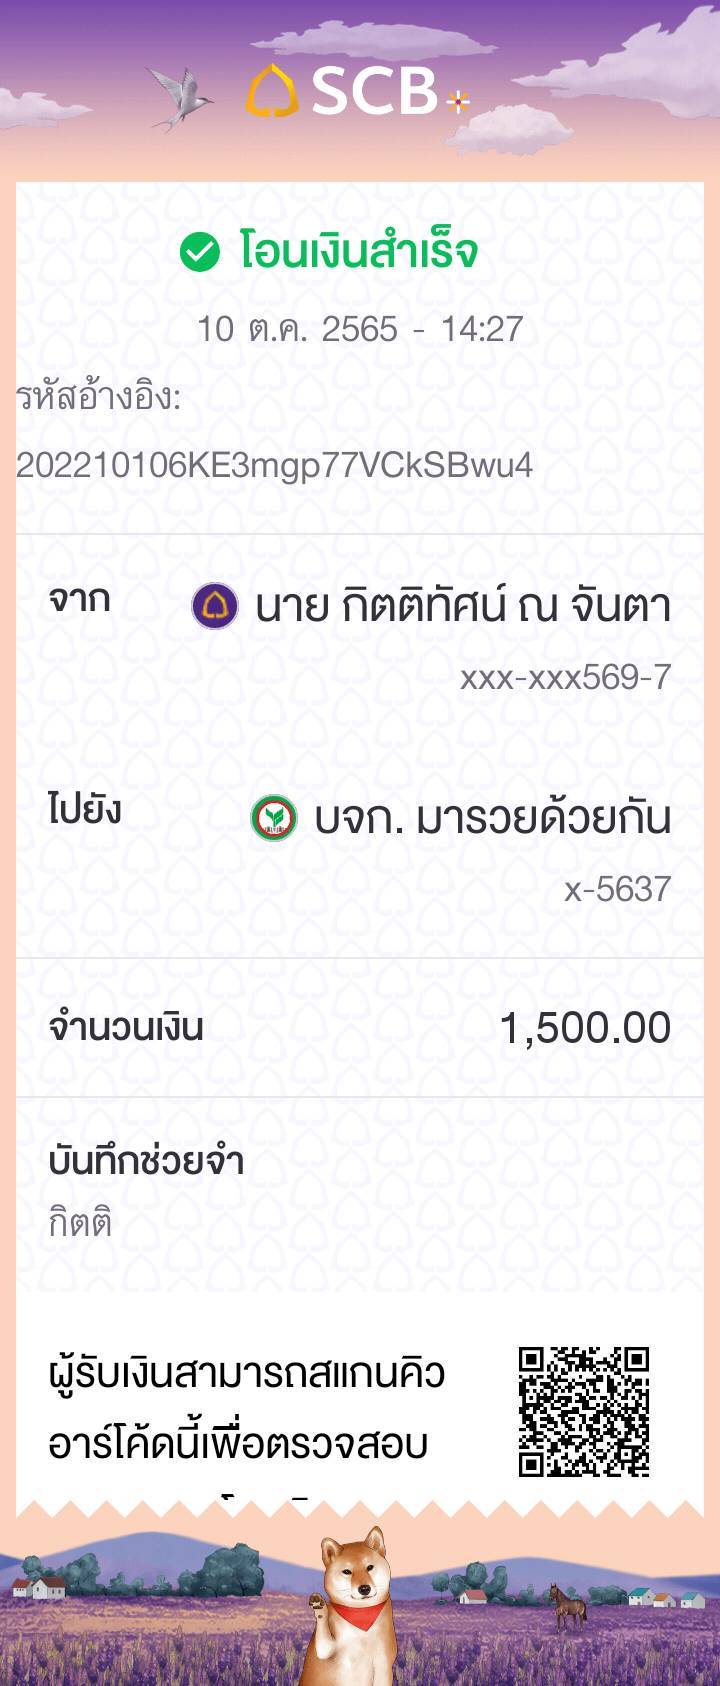 SCB
โอนเงินสำเร็จ
10 ต.ค. 2565 - 14:27
รหัสอ้างอิง:
202210106KE3mgp77VCkSBwu4
จาก นาย กิตติทัศน์ ณ จันตา
xxx-xxx569-7
ไปยัง บจก. มารวยด้วยกัน
x-5637
จำนวนเงิน 1,500.00
บันทึกช่วยจำ
กิตติ
ผู้รับเงินสามารถสแกนคิว
อาร์โค้ดนี้เพื่อตรวจสอบ